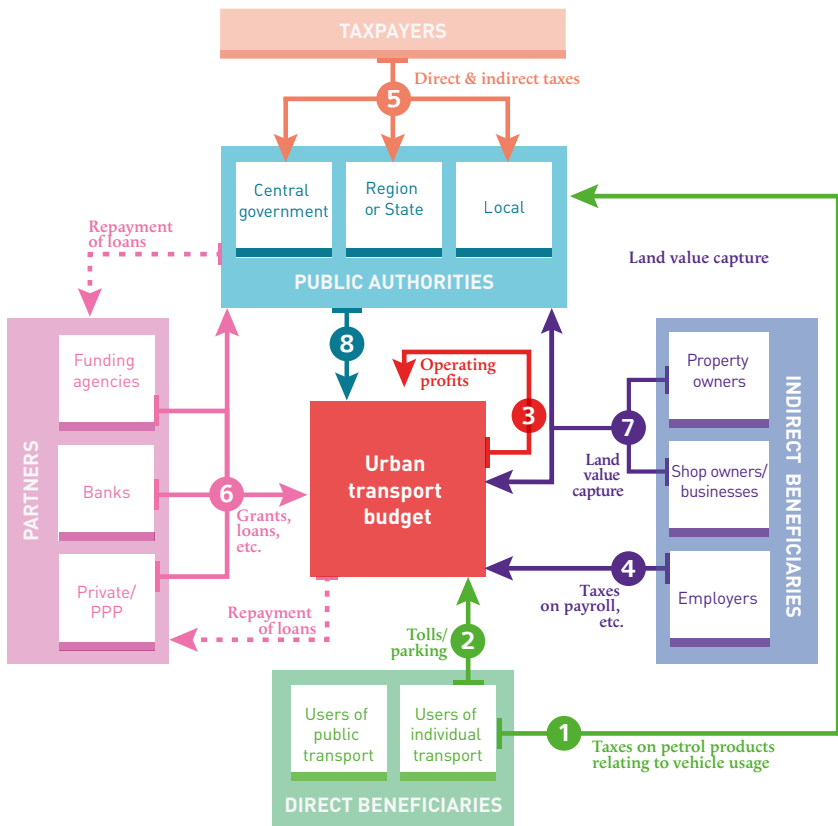 TAXPAYERS
Direct & indirect taxes
5
Central
government
Region
or State
Local
PUBLIC AUTHORITIES
Repayment
of loans
Land value capture
8
Operating
profits
3
PARTNERS
Funding
agencies
Banks
Private/
PPP
6
Grants,
loans,
etc.
Urban
transport
budget
7
Land
value
capture
Property
owners
Shop owners/
businesses
Employers
INDIRECT BENEFICIARIES
4
Taxes
on payroll,
etc.
Repayment
of loans
Tolls/
parking
2
Users of
public
transport
Users of
individual
transport
DIRECT BENEFICIARIES
1
Taxes on petrol products
relating to vehicle usage